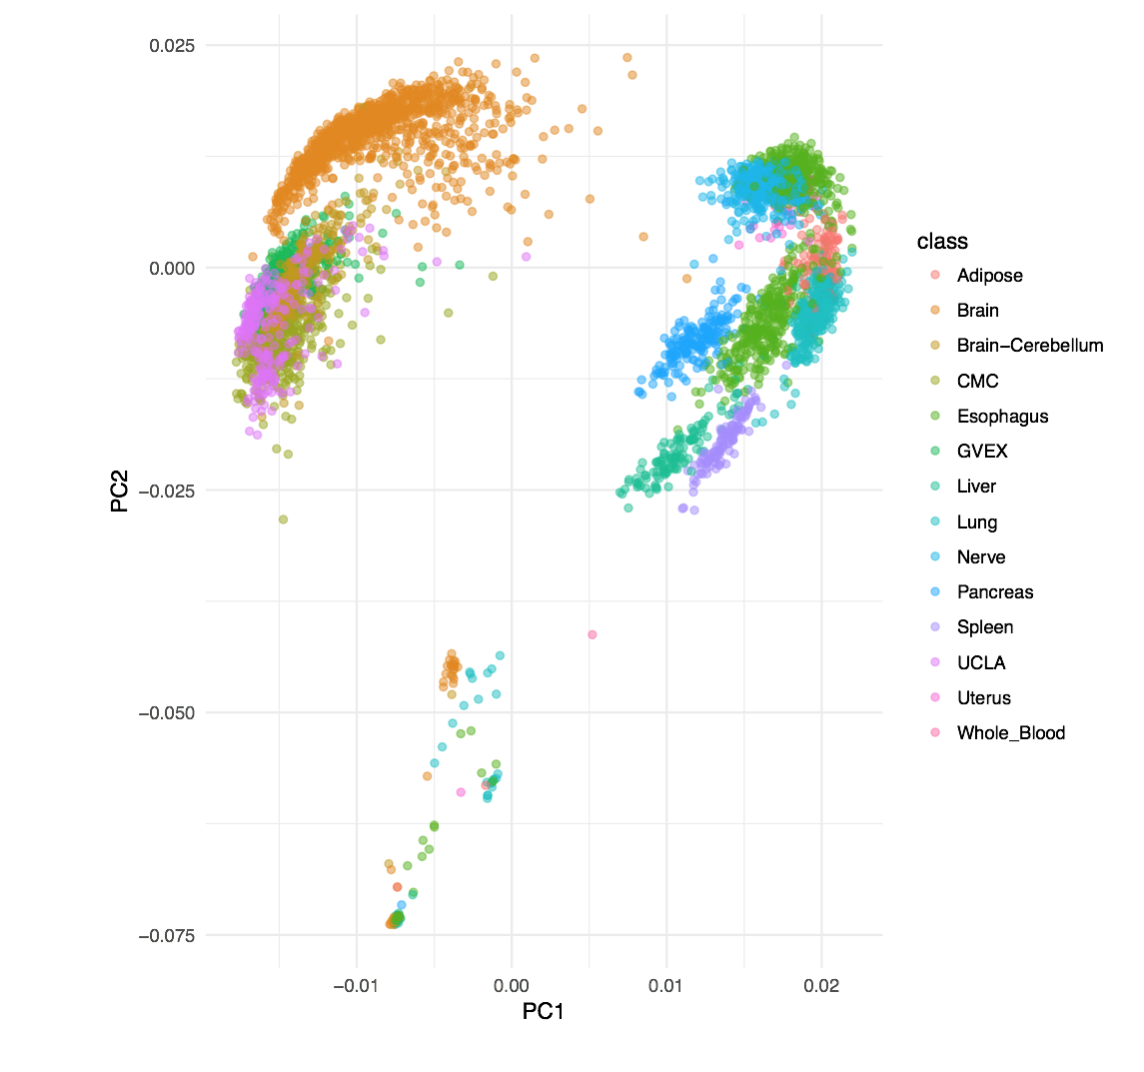 0.025
0.000
−0.025
−0.050
−0.075
PC2
−0.01
0.00
0.01
0.02
PC1
class
Adipose
Brain
Brain−Cerebellum
CMC
Esophagus
GVEX
Liver
Lung
Nerve
Pancreas
Spleen
UCLA
Uterus
Whole_Blood